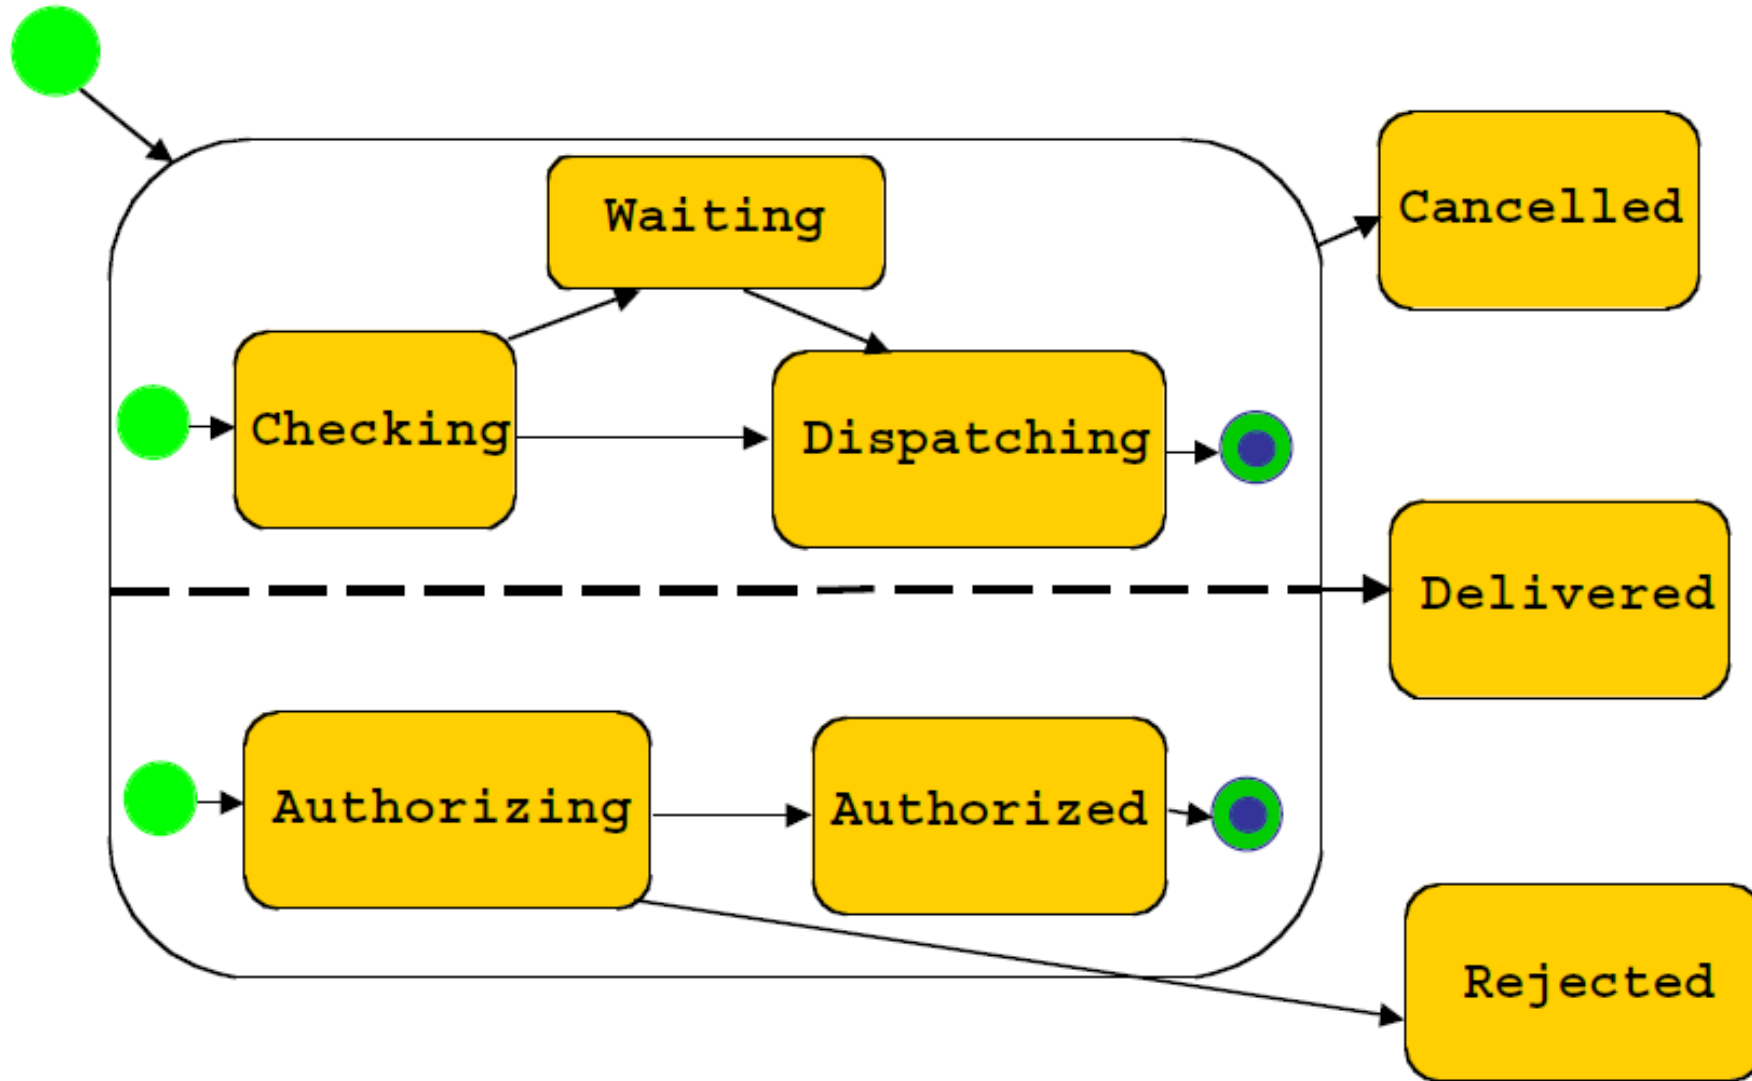 Waiting
Cancelled
Checking
Dispatching
Delivered
Authorizing
Authorized
Rejected